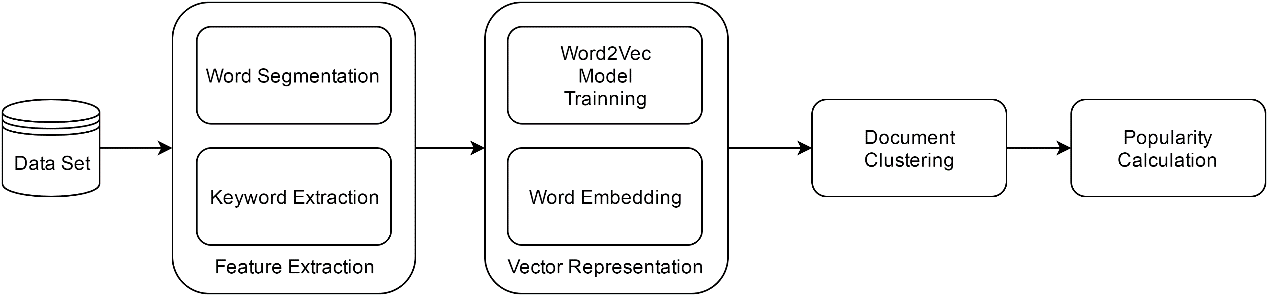 Data Set
Word Segmentation
Keyword Extraction
Feature Extraction
Word2Vec
Model
Trainning
Word Embedding
Vector Representation
Document
Clustering
Popularity
Calculation